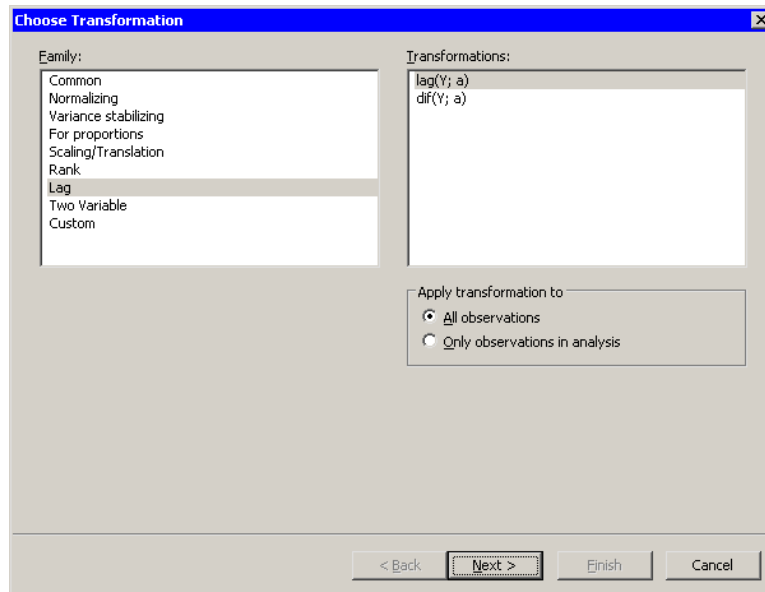 Choose Transformation
Family:
Common
Normalizing
Variance stabilizing
For proportions
Scaling/Translation
Rank
Lag
Two Variable
Custom
Transformations:
lag(Y; a)
dif(Y; a)
Apply transformation to
All observations
Only observations in analysis
< Back Next > Finish Cancel